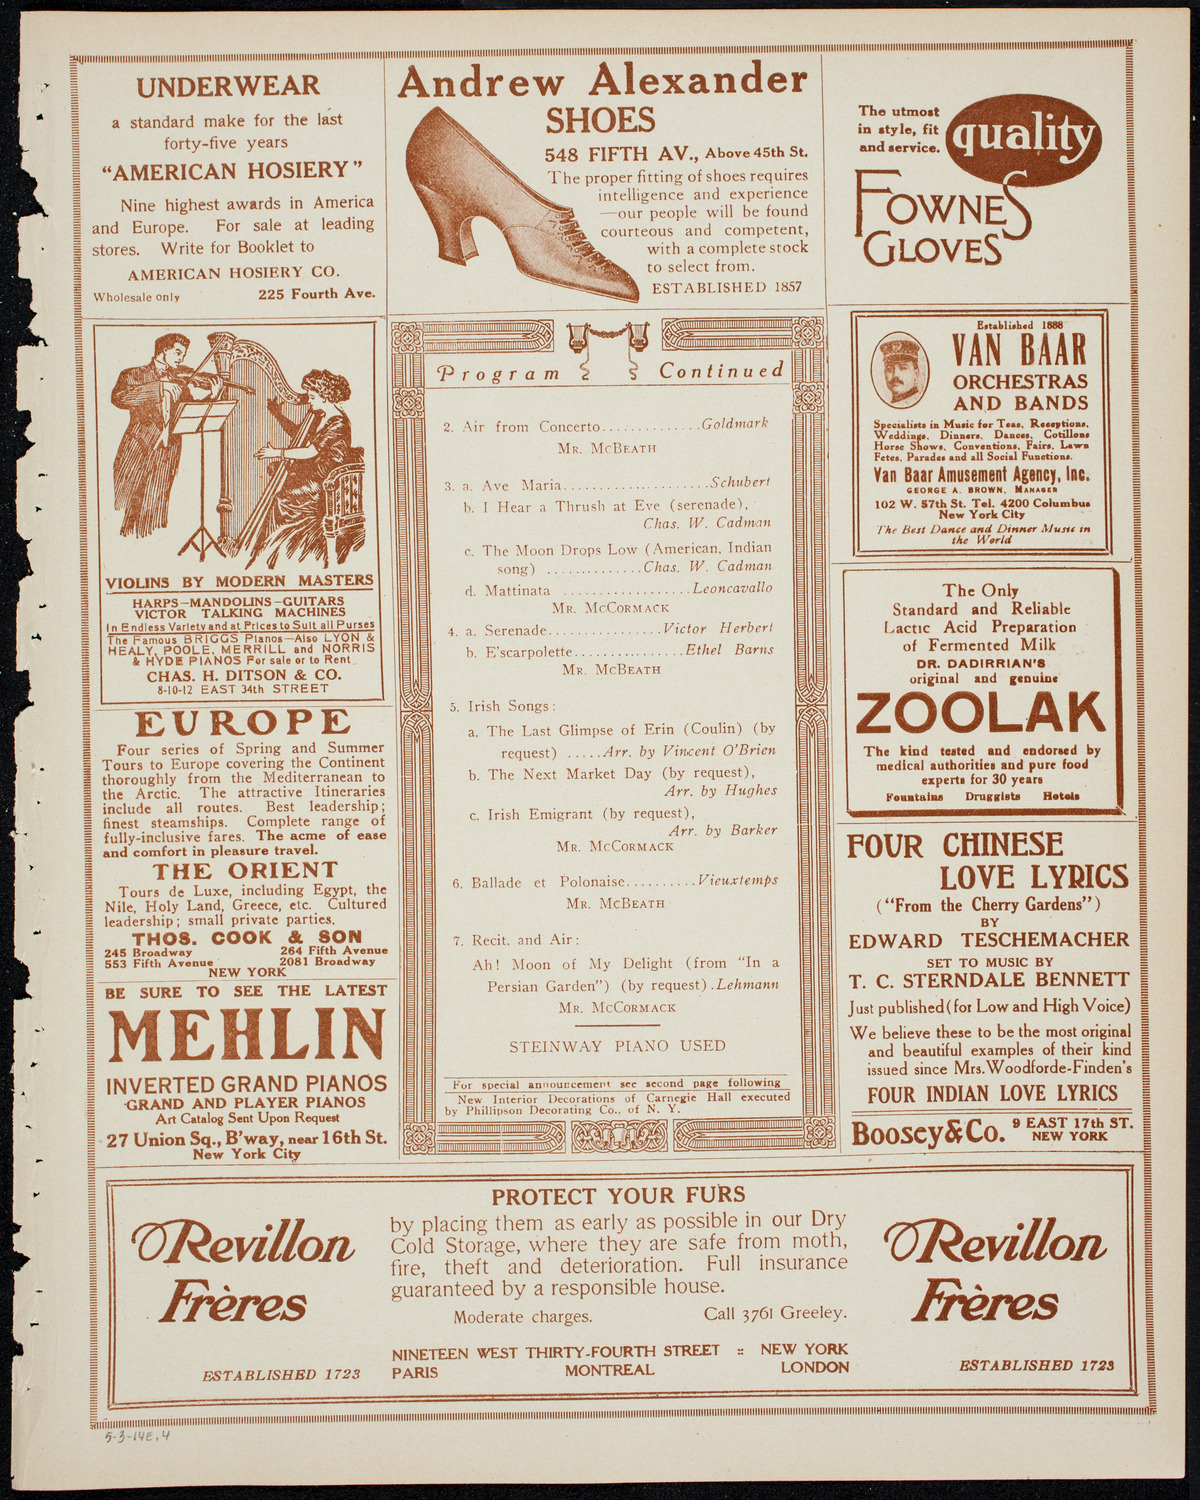 UNDERWEAR
a standard make for the last
forty-five years
"AMERICAN HOSIERY"
Nine highest awards in America
and Europe. For sale at leading
stores. Write for Booklet to
AMERICAN HOSIERY CO.
Wholesale only 225 Fourth Ave.
Andrew Alexander
SHOES
548 FIFTH AV., Above 45th St.
The proper fitting of shoes requires
intelligence and experience
—our people will be found
courteous and competent,
with a complete stock
to select from.
ESTABLISHED 1857
The utmost
in style, fit
and service.
quality
FOWNES
GLOVES
VIOLINS BY MODERN MASTERS
HARPS—MANDOLINS—GUITARS
VICTOR TALKING MACHINES
In Endless Variety and at Prices to Suit all Purses
The Famous BRIGGS Pianos—Also LYON &
HEALY, POOLE, MERRILL and NORRIS
& HYDE PIANOS For sale or to Rent
CHAS. H. DITSON & CO.
8-10-12 EAST 34th STREET
EUROPE
Four series of Spring and Summer
Tours to Europe covering the Continent
thoroughly from the Mediterranean to
the Arctic. The attractive Itineraries
include all routes. Best leadership;
finest steamships. Complete range of
fully-inclusive fares. The acme of ease
and comfort in pleasure travel.
THE ORIENT
Tours de Luxe, including Egypt, the
Nile, Holy Land, Greece, etc. Cultured
leadership; small private parties.
THOS. COOK & SON
245 Broadway 264 Fifth Avenue
553 Fifth Avenue 2081 Broadway
NEW YORK
BE SURE TO SEE THE LATEST
MEHLIN
INVERTED GRAND PIANOS
GRAND AND PLAYER PIANOS
Art Catalog Sent Upon Request
27 Union Sq., B'way, near 16th St.
New York City
Program Continued
2. Air from Concerto..............Goldmark
MR. MCBEATH
3. a. Ave Maria.....................Schubert
b. I Hear a Thrush at Eve (serenade),
Chas. W. Cadman
c. The Moon Drops Low (American, Indian
song) ..............Chas. W. Cadman
d. Mattinata ..................Leoncavallo
MR. MCCORMACK
4. a. Serenade................Victor Herbert
b. E'scarpolette................Ethel Barns
MR. MCBEATH
5. Irish Songs:
a. The Last Glimpse of Erin (Coulin) (by
request) .....Arr. by Vincent O'Brien
b. The Next Market Day (by request),
Arr. by Hughes
c. Irish Emigrant (by request),
Arr. by Barker
MR. MCCORMACK
6. Ballade et Polonaise..........Vieuxtemps
MR. MCBEATH
7. Recit. and Air:
Ah! Moon of My Delight (from "In a
Persian Garden") (by request).Lehmann
MR. MCCORMACK
STEINWAY PIANO USED
For special announcement see second page following
New Interior Decorations of Carnegie Hall executed
by Phillipson Decorating Co., of N. Y.
Established 1888
VAN BAAR
ORCHESTRAS
AND BANDS
Specialists in Music for Teas, Receptions,
Weddings, Dinners, Dances, Cotillons
Horse Shows, Conventions, Fairs, Lawn
Fetes, Parades and all Social Functions.
Van Baar Amusement Agency, Inc.
GEORGE A. BROWN, MANAGER
102 W. 57th St. Tel. 4200 Columbus
New York City
The Best Dance and Dinner Music in
the World
The Only
Standard and Reliable
Lactic Acid Preparation
of Fermented Milk
DR. DADIRRIAN'S
original and genuine
ZOOLAK
The kind tested and endorsed by
medical authorities and pure food
experts for 30 years
Fountains Druggists Hotels
FOUR CHINESE
LOVE LYRICS
("From the Cherry Gardens")
BY
EDWARD TESCHEMACHER
SET TO MUSIC BY
T. C. STERNDALE BENNETT
Just published (for Low and High Voice)
We believe these to be the most original
and beautiful examples of their kind
issued since Mrs. Woodforde-Finden's
FOUR INDIAN LOVE LYRICS
BOOSEY & CO. 9 EAST 17th ST.
NEW YORK
Revillon
Frères
ESTABLISHED 1723
PROTECT YOUR FURS
by placing them as early as possible in our Dry
Cold Storage, where they are safe from moth,
fire, theft and deterioration. Full insurance
guaranteed by a responsible house.
Moderate charges. Call 3761 Greeley.
NINETEEN WEST THIRTY-FOURTH STREET :: NEW YORK
PARIS MONTREAL LONDON
Revillon
Frères
ESTABLISHED 1723
5-3-14E.4